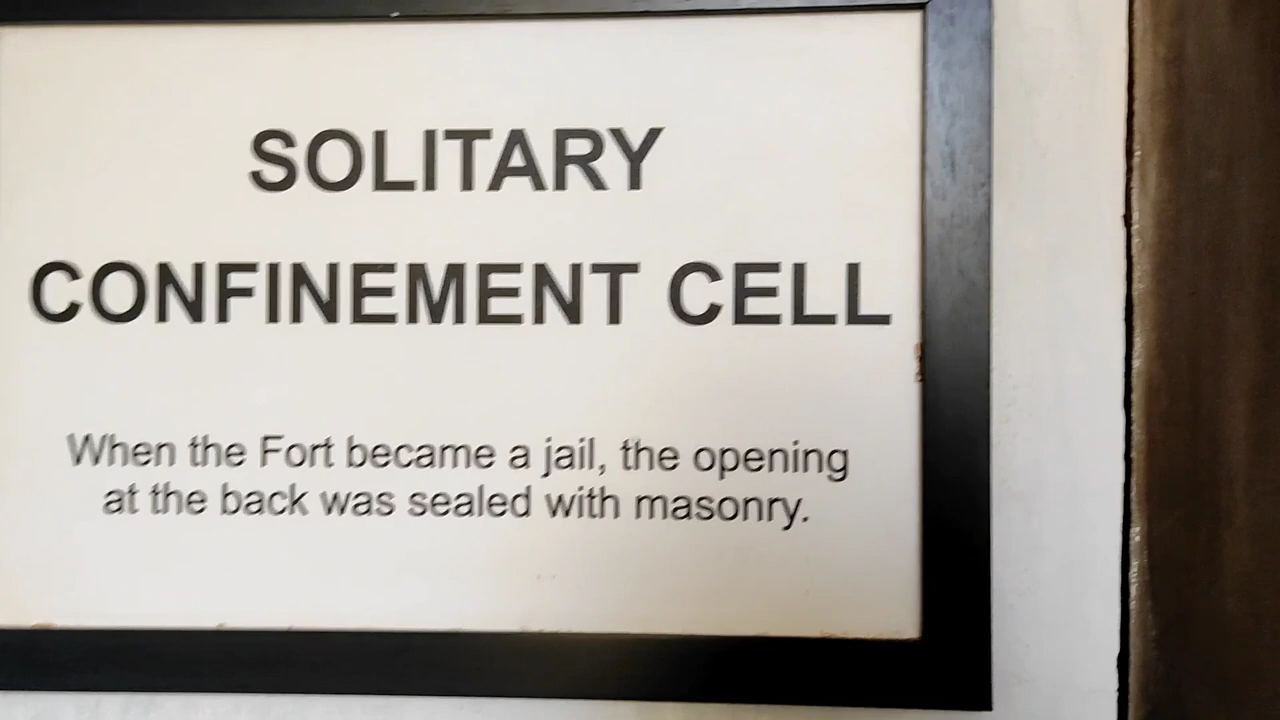 SOLITARY
CONFINEMENT CELL
When the Fort became a jail, the opening
at the back was sealed with masonry.